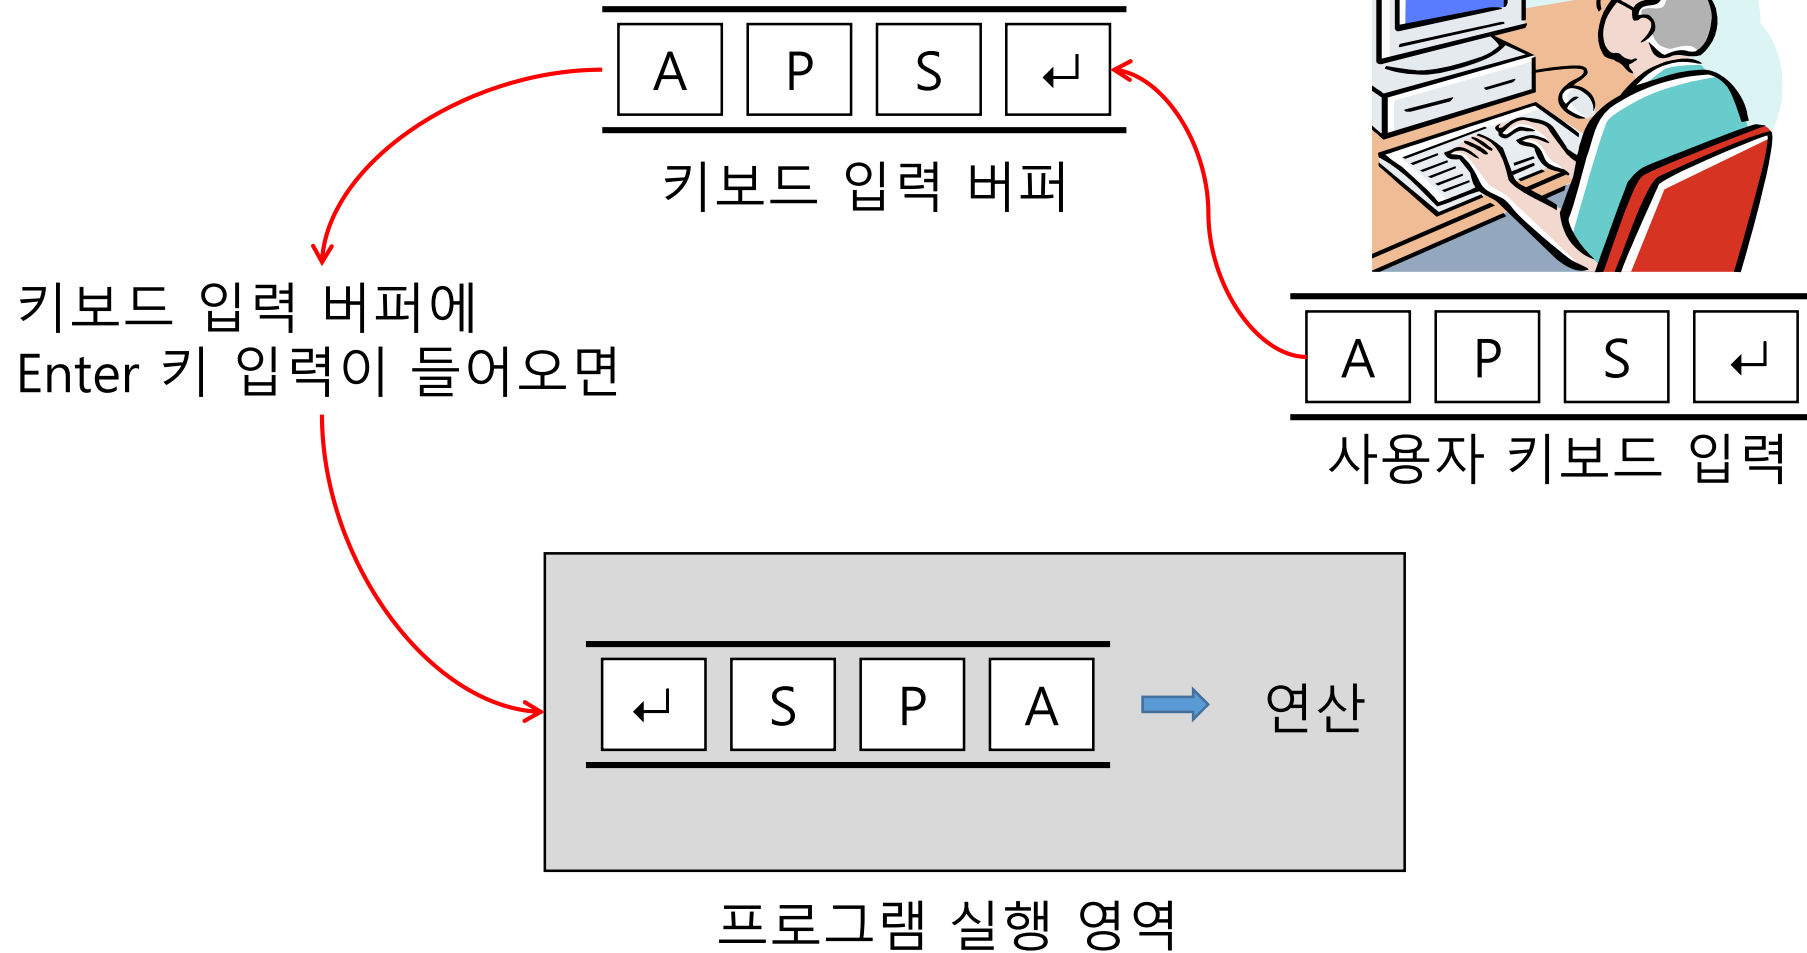 A P S ↵
키보드 입력 버퍼
키보드 입력 버퍼에
Enter 키 입력이 들어오면
A P S ↵
사용자 키보드 입력
↵ S P A 연산
프로그램 실행 영역